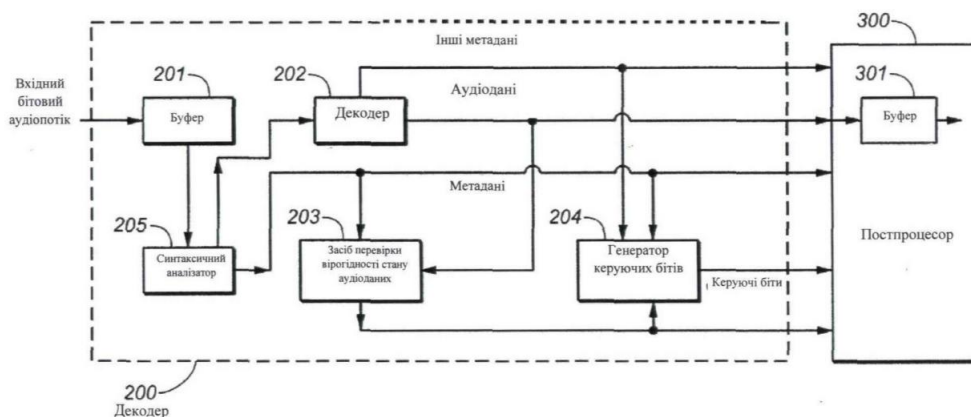 300
Інші метадані
201
202
301
Вхідний
бітовий
аудіопотік
Аудіодані
Буфер
Декодер
Буфер
Метадані
205
203
204
Синтаксичний
аналізатор
Засіб перевірки
вірогідності стану
аудіоданих
Генератор
керуючих бітів
Постпроцесор
Керуючі біти
200
Декодер